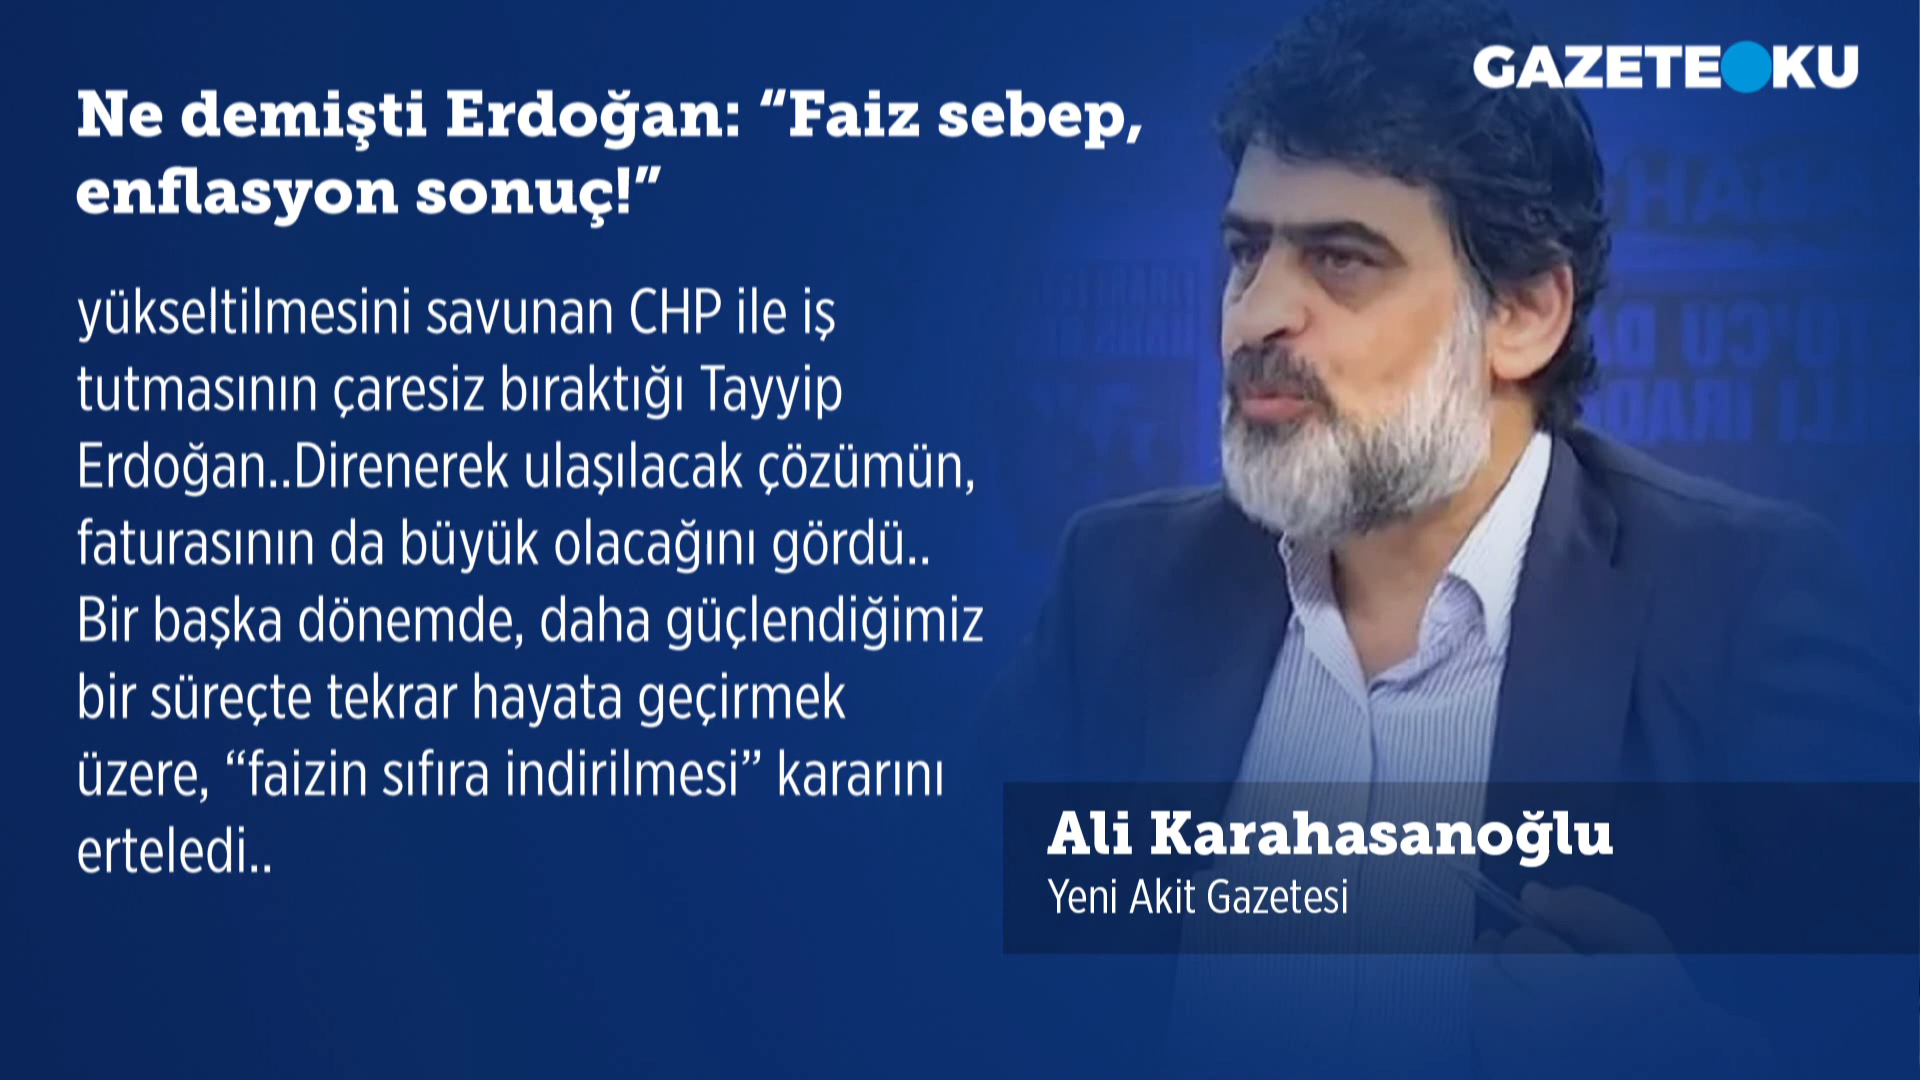 GAZETE KU
Ne demişti Erdoğan: “Faiz sebep,
enflasyon sonuç!”
yükseltilmesini savunan CHP ile iş
tutmasının çaresiz bıraktığı Tayyip
Erdoğan..Direnerek ulaşılacak çözümün,
faturasının da büyük olacağını gördü..
Bir başka dönemde, daha güçlendiğimiz
bir süreçte tekrar hayata geçirmek
üzere, “faizin sıfıra indirilmesi” kararını
erteledi..
Ali Karahasanoğlu
Yeni Akit Gazetesi